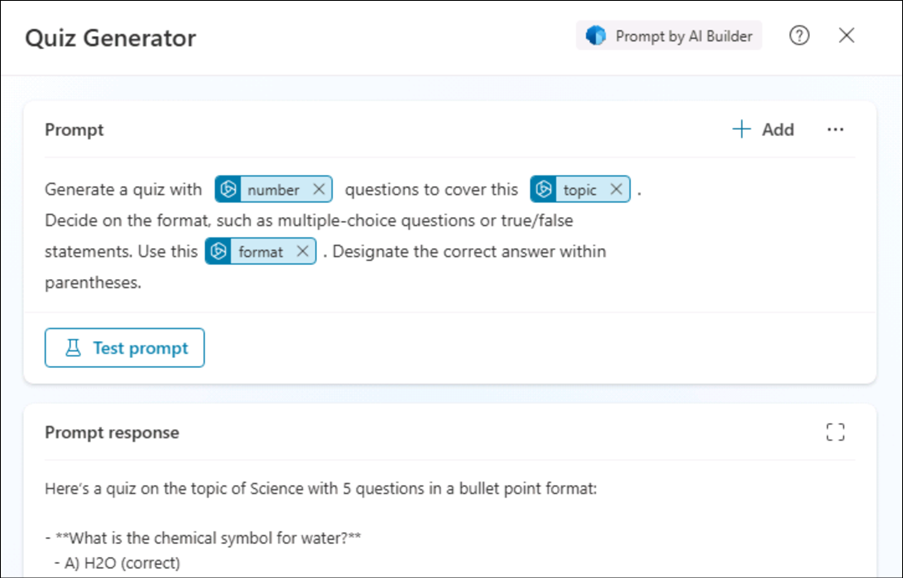 Quiz Generator
Prompt by AI Builder
Prompt
Add
Generate a quiz with number questions to cover this topic .
Decide on the format, such as multiple-choice questions or true/false
statements. Use this format . Designate the correct answer within
parentheses.
Test prompt
Prompt response
Here's a quiz on the topic of Science with 5 questions in a bullet point format:
- **What is the chemical symbol for water?**
- A) H2O (correct)